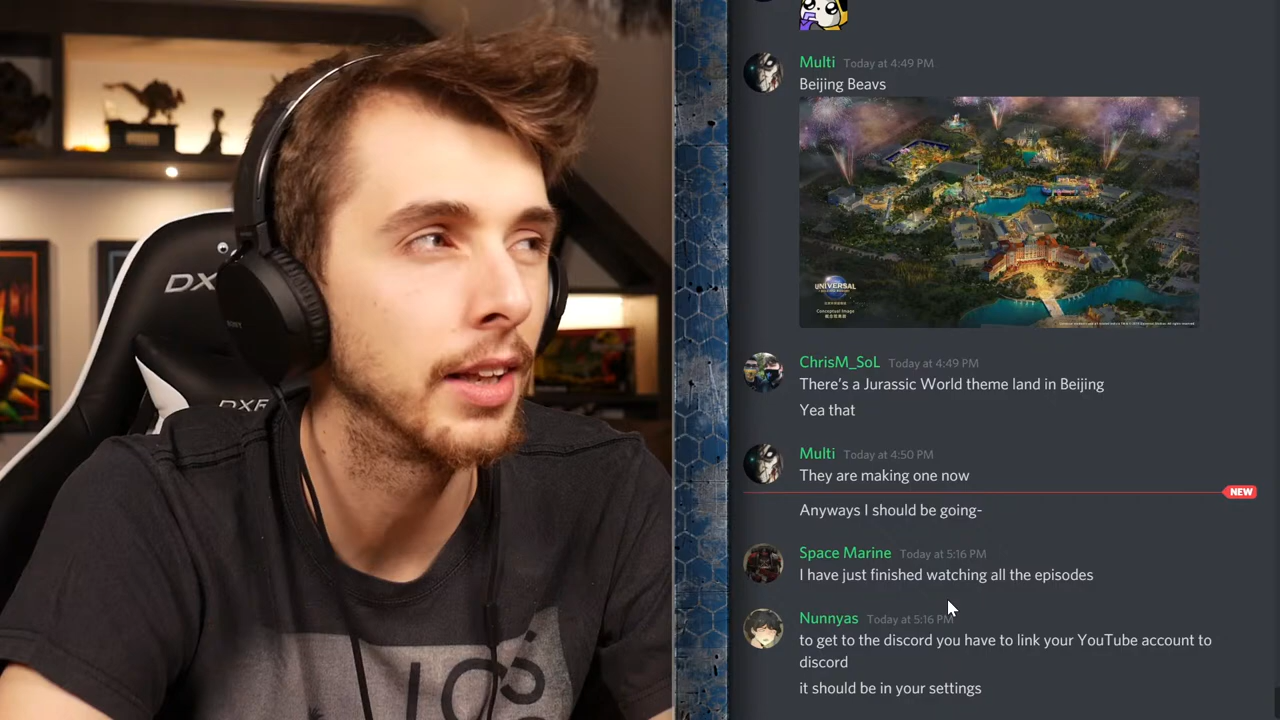 DX
DXR
Multi Today at 4:49 PM
Beijing Beavs
UNIVERSAL
Conceptual Image
ChrisM_SoL Today at 4:49 PM
There's a Jurassic World theme land in Beijing
Yea that
Multi Today at 4:50 PM
They are making one now
NEW
Anyways I should be going-
Space Marine Today at 5:16 PM
I have just finished watching all the episodes
Nunnyas Today at 5:16 PM
to get to the discord you have to link your YouTube account to
discord
it should be in your settings